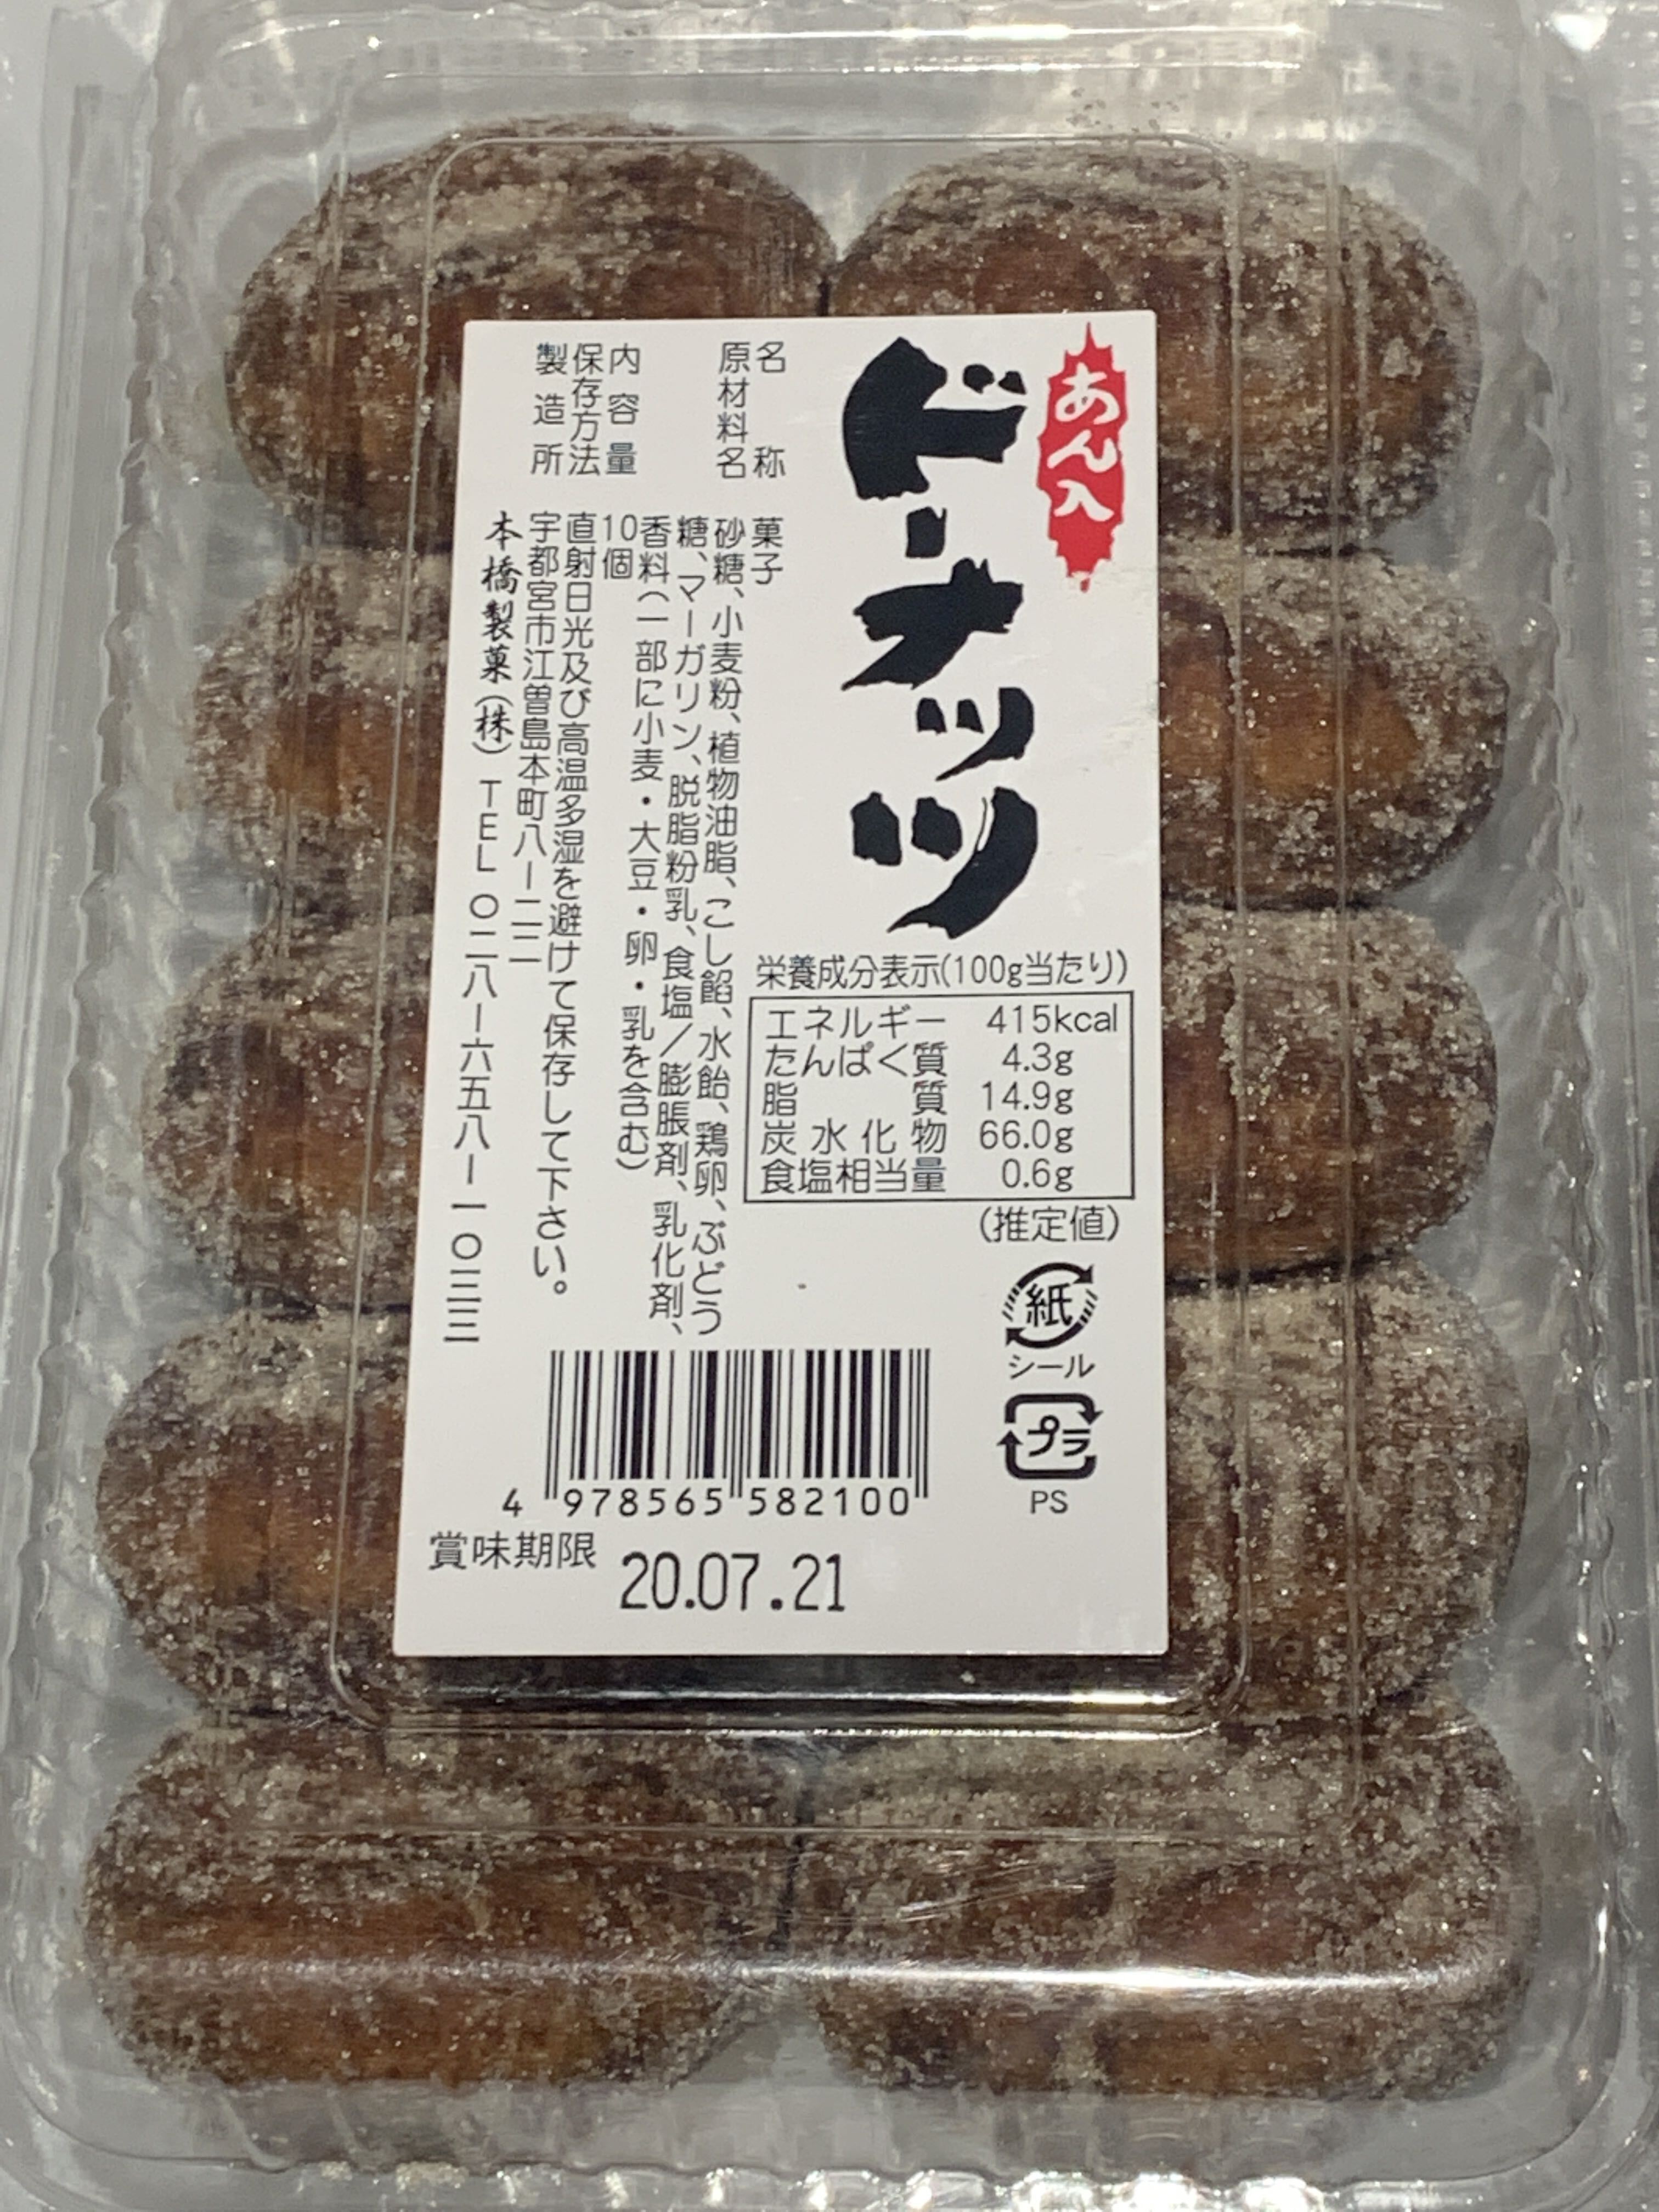 あん入
ドーナッツ
名称 菓子
原材料名 砂糖、小麦粉、植物油脂、こし餡、水飴、鶏卵、ぶどう
糖、マーガリン、脱脂粉乳、食塩／膨脹剤、乳化剤、
香料（一部に小麦・大豆・卵・乳を含む）
内容量 10個
保存方法 直射日光及び高温多湿を避けて保存して下さい。
製造所 宇都宮市江曽島本町八ー二二
本橋製菓（株） TEL 〇二八ー六五八ー一〇三三
栄養成分表示(100g当たり)
エネルギー 415kcal
たんぱく質 4.3g
脂質 14.9g
炭水化物 66.0g
食塩相当量 0.6g
(推定値)
紙
シール
プラ
PS
4 978565 582100
賞味期限 20.07.21